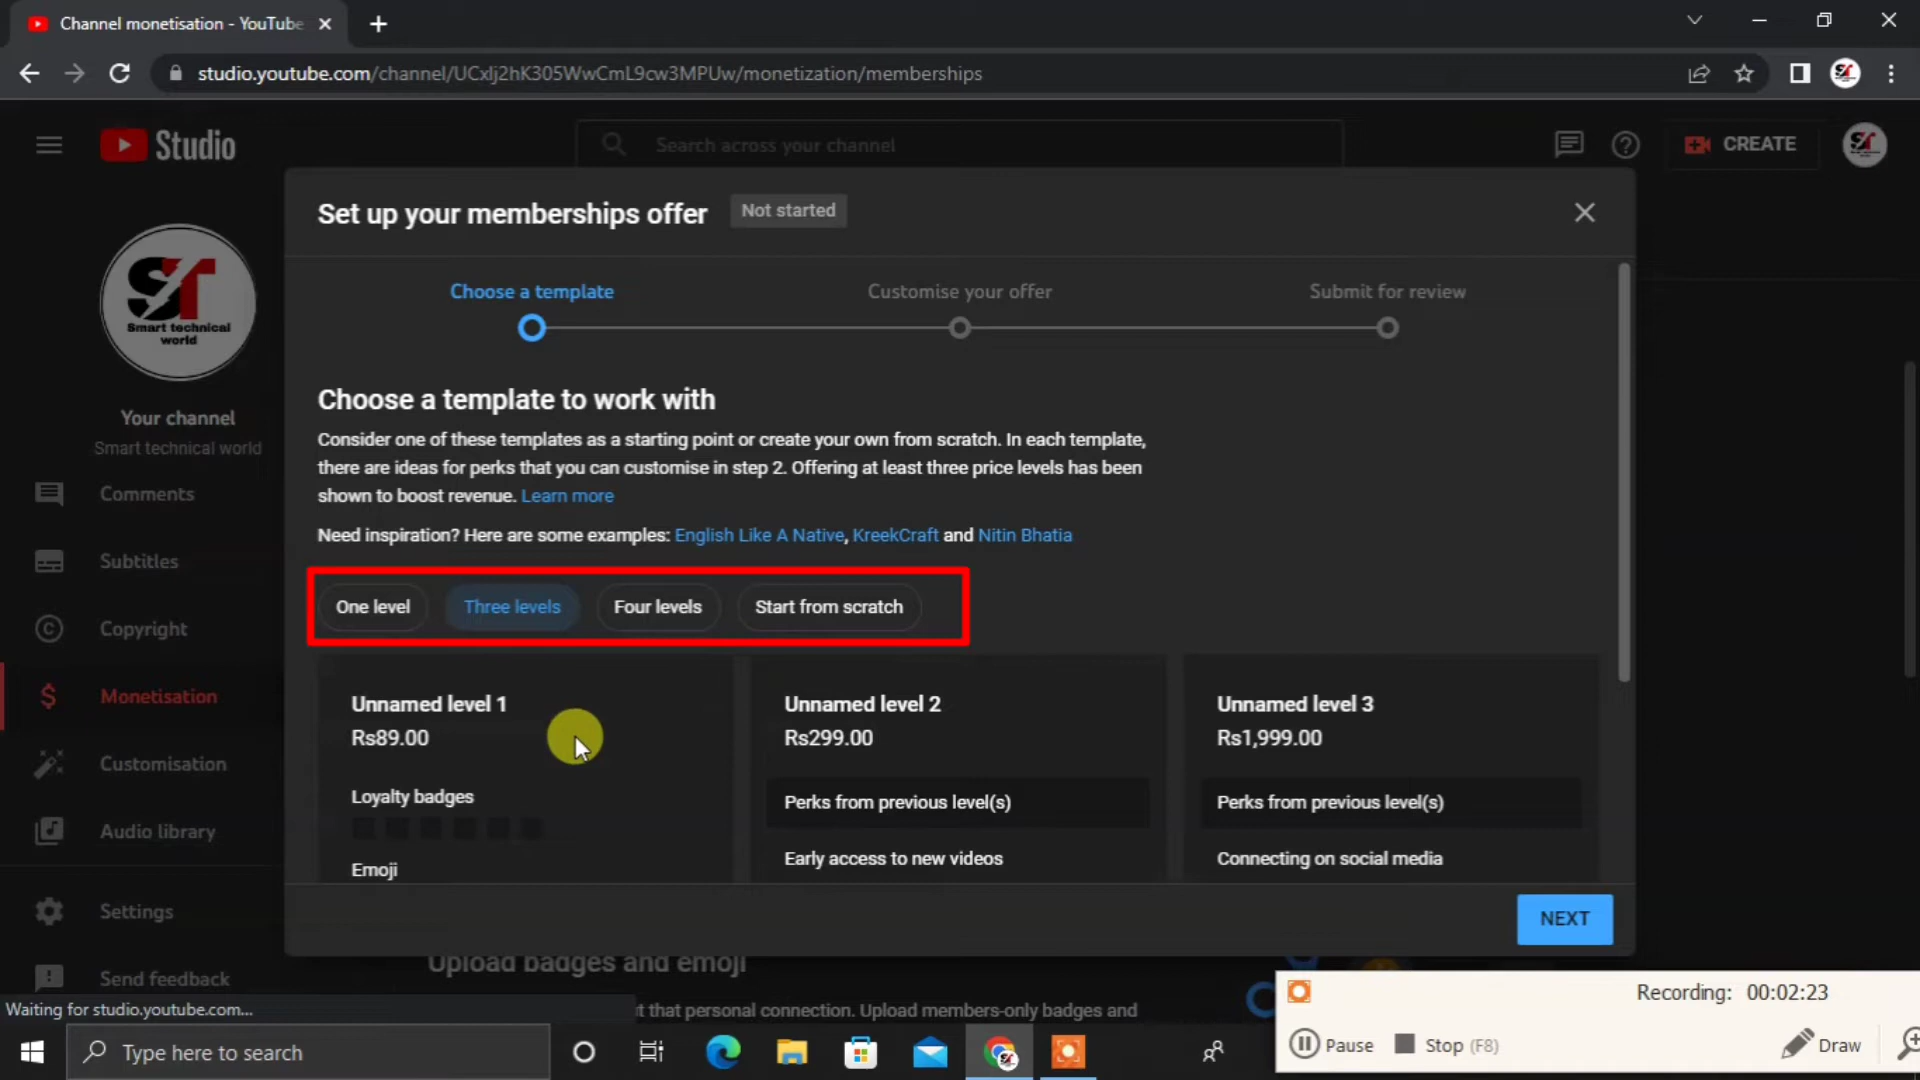 Channel monetisation - YouTube
studio.youtube.com/channel/UCxlj2hK305WwCmL9cw3MPUw/monetization/memberships
Studio
Search across your channel
CREATE
ST
Smart technical
world
Your channel
Smart technical world
Comments
Subtitles
Copyright
Monetisation
Customisation
Audio library
Settings
Send feedback
Set up your memberships offer
Not started
Choose a template
Customise your offer
Submit for review
Choose a template to work with
Consider one of these templates as a starting point or create your own from scratch. In each template,
there are ideas for perks that you can customise in step 2. Offering at least three price levels has been
shown to boost revenue. Learn more
Need inspiration? Here are some examples: English Like A Native, KreekCraft and Nitin Bhatia
One level
Three levels
Four levels
Start from scratch
Unnamed level 1
Rs89.00
Loyalty badges
Emoji
Unnamed level 2
Rs299.00
Perks from previous level(s)
Early access to new videos
Unnamed level 3
Rs1,999.00
Perks from previous level(s)
Connecting on social media
NEXT
Upload badges and emoji
t that personal connection. Upload members-only badges and
Waiting for studio.youtube.com...
Type here to search
Recording: 00:02:23
Pause
Stop (F8)
Draw